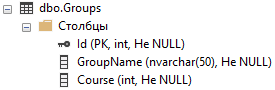 dbo.Groups
Столбцы
Id (PK, int, Не NULL)
GroupName (nvarchar(50), Не NULL)
Course (int, Не NULL)